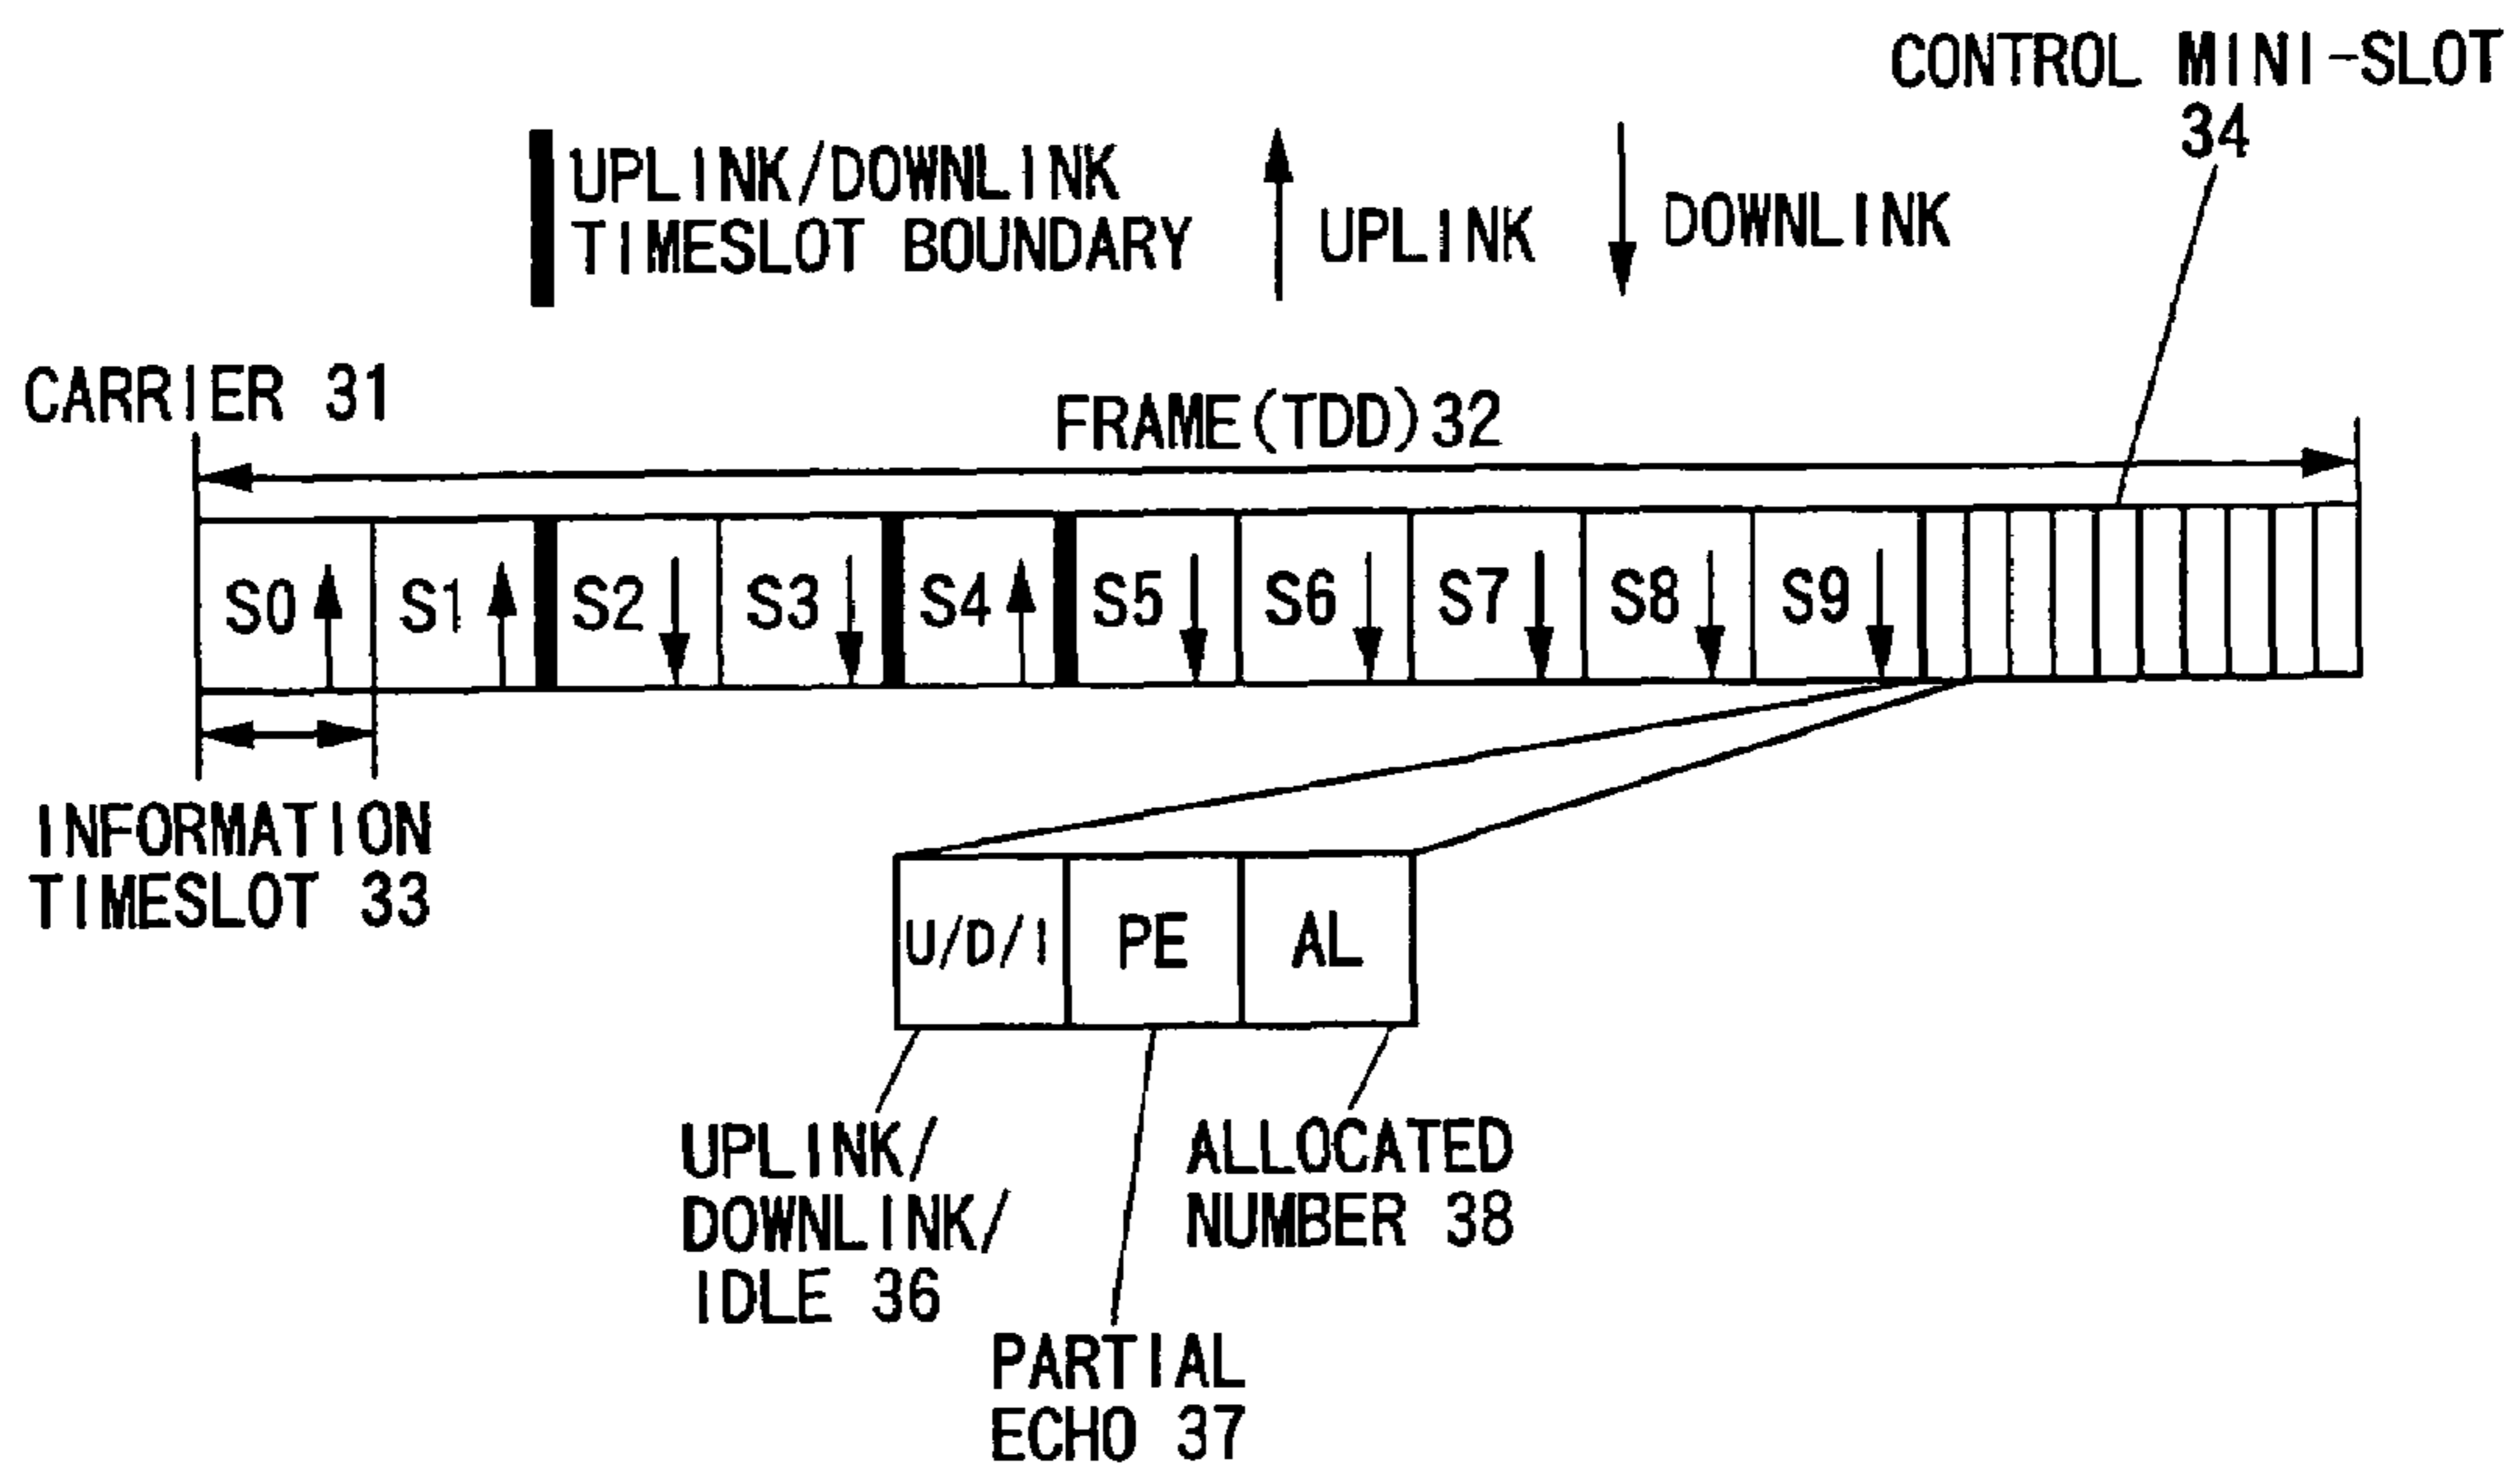 CONTROL MINI-SLOT
34
UPLINK/DOWNLINK
TIMESLOT BOUNDARY
UPLINK
DOWNLINK
CARRIER 31
FRAME(TDD)32
S0
S1
S2
S3
S4
S5
S6
S7
S8
S9
INFORMATION
TIMESLOT 33
U/D/I
PE
AL
UPLINK/
DOWNLINK/
IDLE 36
ALLOCATED
NUMBER 38
PARTIAL
ECHO 37